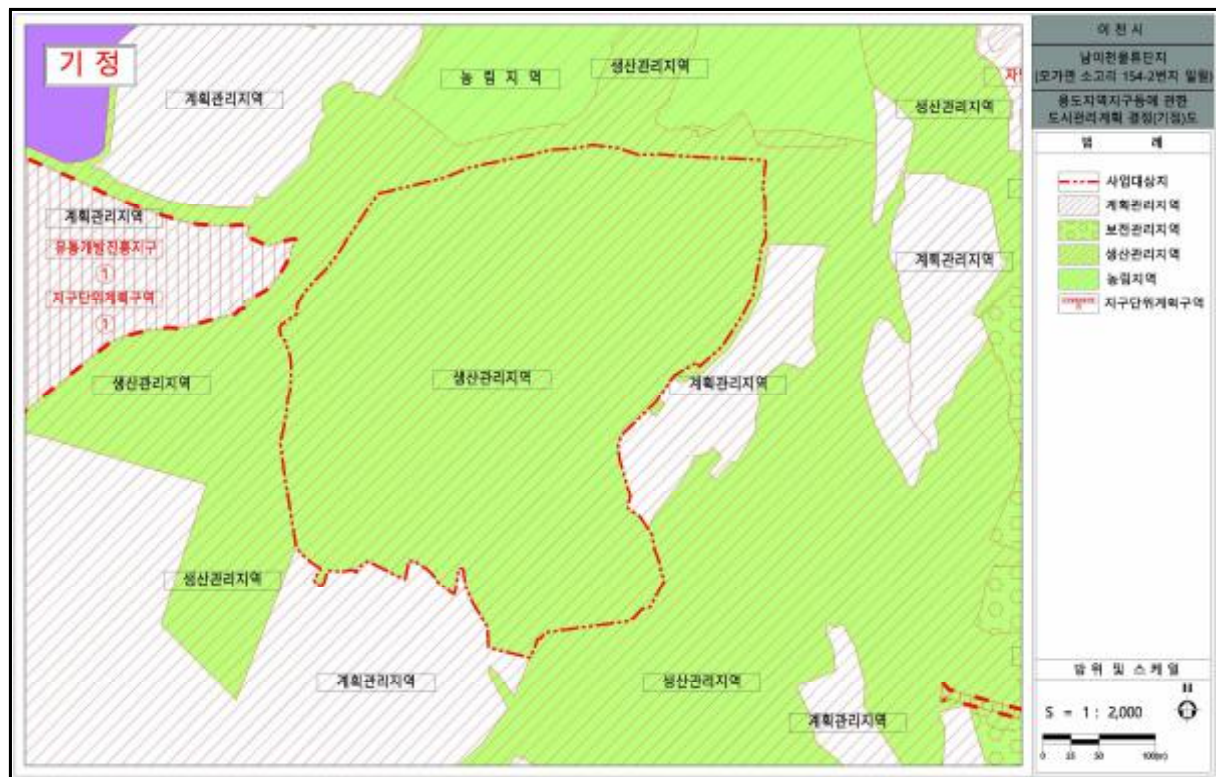 기 정
계획관리지역
농 림 지 역
생산관리지역
생산관리지역
계획관리지역
유통개발진흥지구
①
지구단위계획구역
①
계획관리지역
생산관리지역
생산관리지역
계획관리지역
생산관리지역
계획관리지역
생산관리지역
계획관리지역
이 천 시
남이천물류단지
(모가면 소고리 154-2번지 일원)
용도지역지구등에 관한
도시관리계획 결정(기정)도
범 례
사업대상지
계획관리지역
보전관리지역
생산관리지역
농림지역
지구단위계획구역
방 위 및 스 케 일
S = 1 : 2,000
0 25 50 100(m)